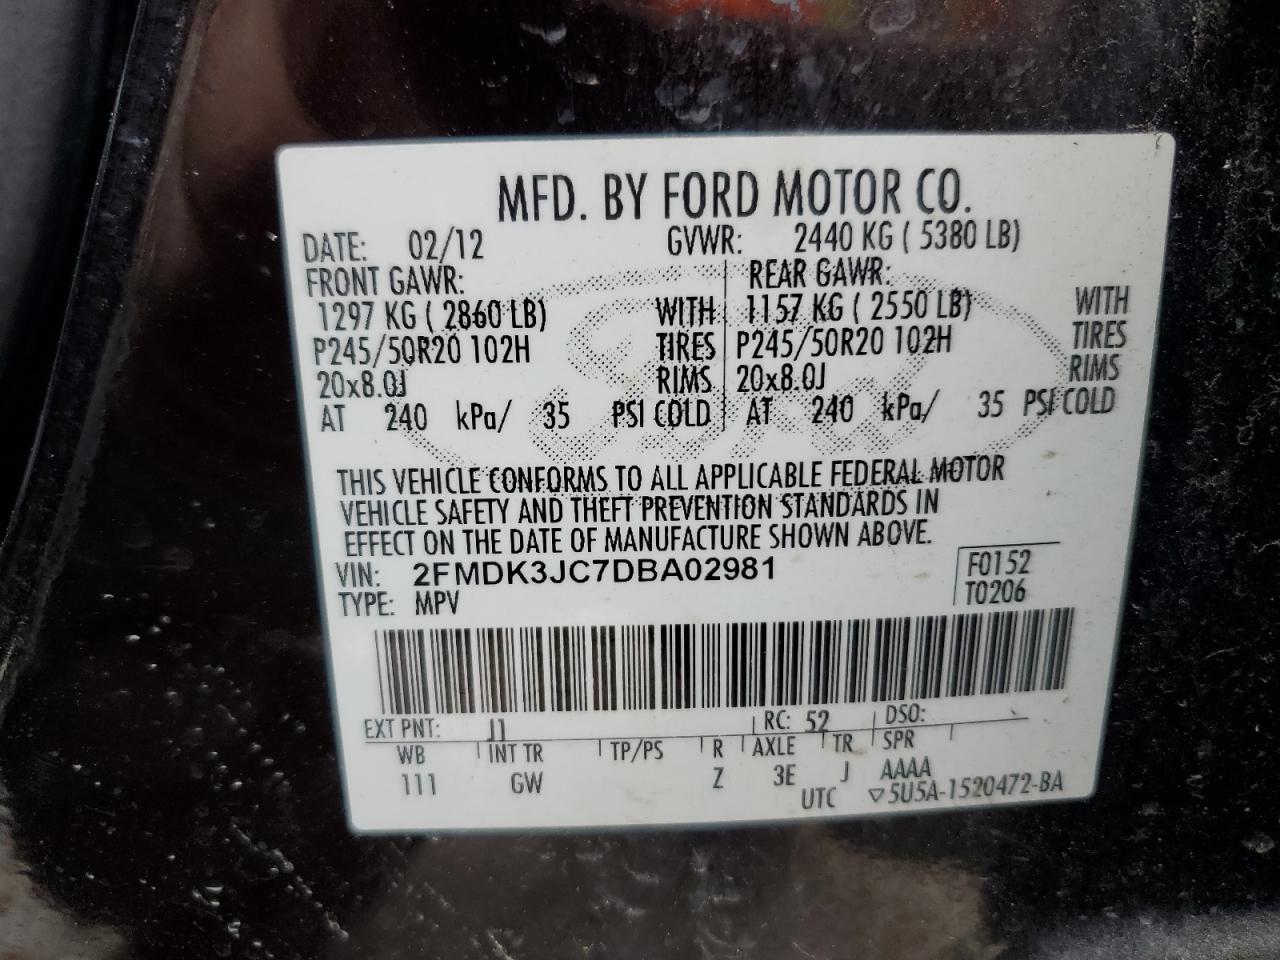 MFD. BY FORD MOTOR CO.
DATE: 02/12 GVWR: 2440 KG ( 5380 LB)
FRONT GAWR: REAR GAWR:
1297 KG ( 2860 LB) WITH 1157 KG ( 2550 LB) WITH
P245/50R20 102H TIRES P245/50R20 102H TIRES
20x8.0J RIMS 20x8.0J RIMS
AT 240 kPa/ 35 PSI COLD AT 240 kPa/ 35 PSI COLD
THIS VEHICLE CONFORMS TO ALL APPLICABLE FEDERAL MOTOR
VEHICLE SAFETY AND THEFT PREVENTION STANDARDS IN
EFFECT ON THE DATE OF MANUFACTURE SHOWN ABOVE.
VIN: 2FMDK3JC7DBA02981 F0152
TYPE: MPV T0206
EXT PNT: J1 RC: 52 DSO:
WB INT TR TP/PS R AXLE TR SPR
111 GW Z 3E J AAAA
UTC ▽5U5A-1520472-BA